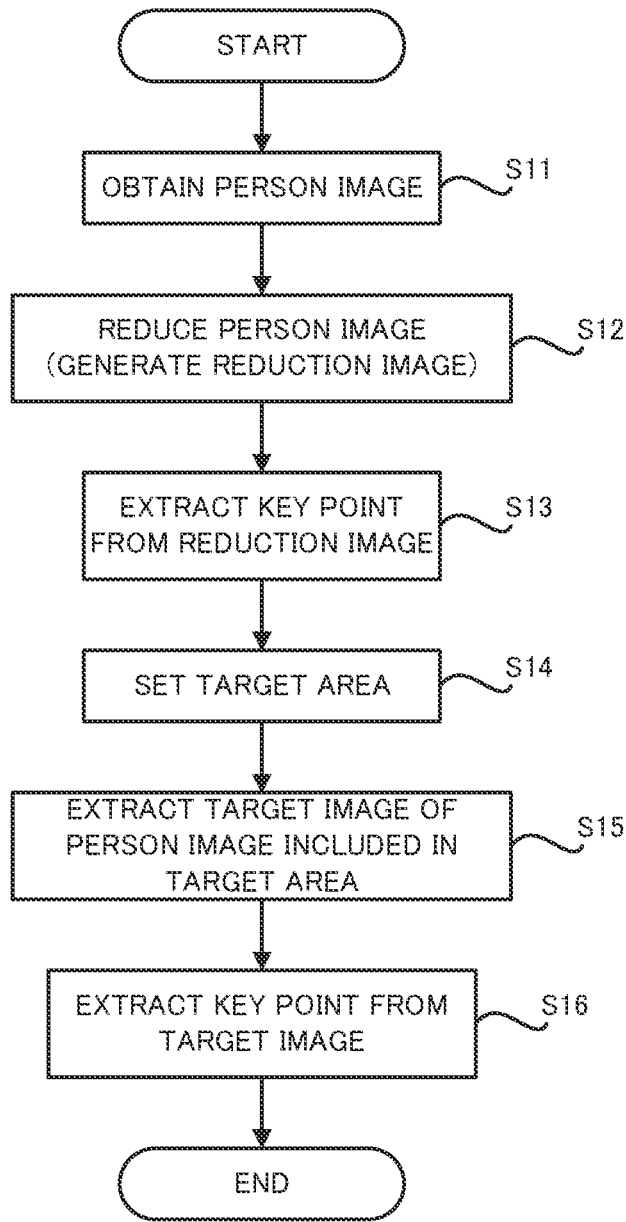 START
OBTAIN PERSON IMAGE
S11
REDUCE PERSON IMAGE
(GENERATE REDUCTION IMAGE)
S12
EXTRACT KEY POINT
FROM REDUCTION IMAGE
S13
SET TARGET AREA
S14
EXTRACT TARGET IMAGE OF
PERSON IMAGE INCLUDED IN
TARGET AREA
S15
EXTRACT KEY POINT FROM
TARGET IMAGE
S16
END